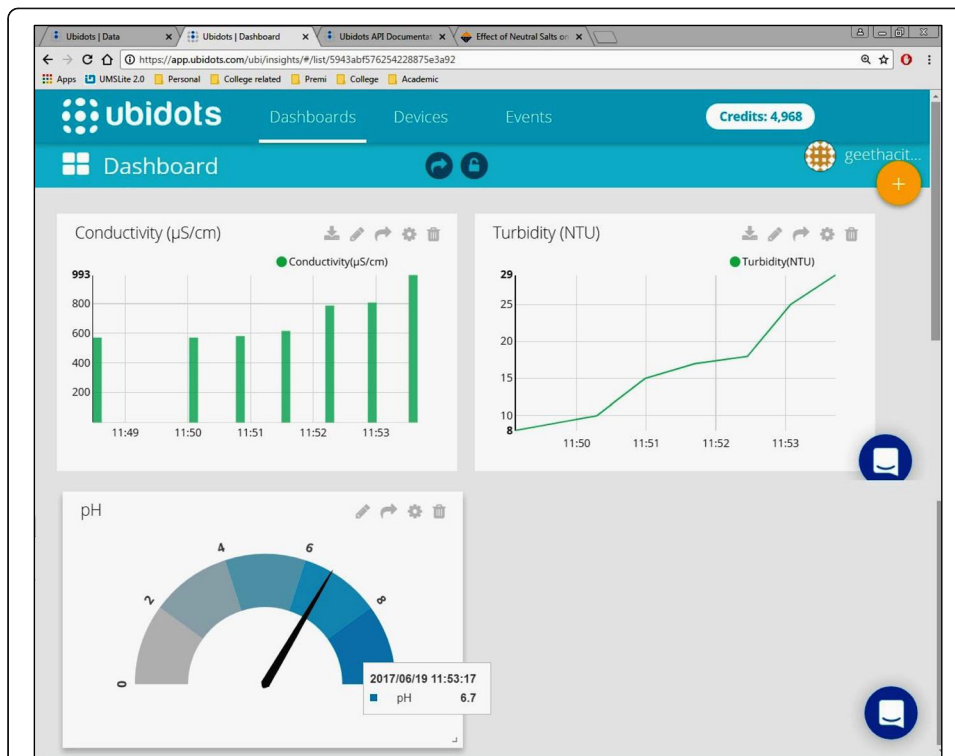 Ubidots | Data
Ubidots | Dashboard
Ubidots API Documentat
Effect of Neutral Salts or
https://app.ubidots.com/ubi/insights/#/list/5943abf576254228875e3a92
Apps UMSLite 2.0 Personal College related Premi College Academic
ubidots Dashboards Devices Events Credits: 4,968
Dashboard geethacit...
Conductivity (µS/cm)
Conductivity(µS/cm)
993
800
600
400
200
11:49 11:50 11:51 11:52 11:53
Turbidity (NTU)
Turbidity(NTU)
29
25
20
15
10
8
11:50 11:51 11:52 11:53
pH
0
2
4
6
8
2017/06/19 11:53:17
pH 6.7